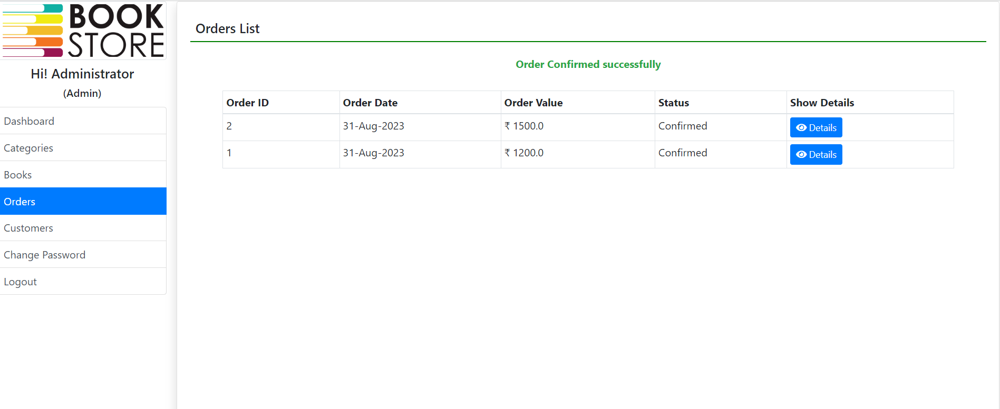 BOOK
STORE
Hi! Administrator
(Admin)
Dashboard
Categories
Books
Orders
Customers
Change Password
Logout
Orders List
Order Confirmed successfully
Order ID Order Date Order Value Status Show Details
2 31-Aug-2023 ₹ 1500.0 Confirmed Details
1 31-Aug-2023 ₹ 1200.0 Confirmed Details